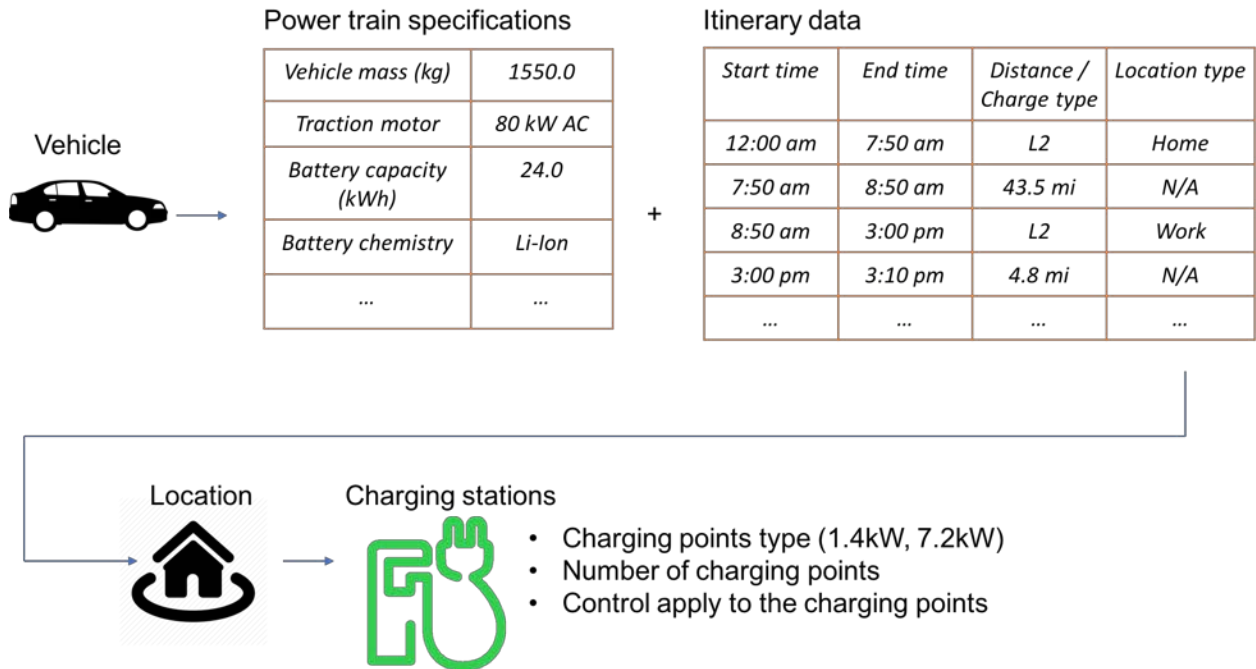 Power train specifications
Itinerary data
Vehicle
Vehicle mass (kg) 1550.0
Traction motor 80 kW AC
Battery capacity
(kWh) 24.0
Battery chemistry Li-Ion
... ...
+
Start time End time Distance /
Charge type Location type
12:00 am 7:50 am L2 Home
7:50 am 8:50 am 43.5 mi N/A
8:50 am 3:00 pm L2 Work
3:00 pm 3:10 pm 4.8 mi N/A
... ... ... ...
Location
Charging stations
• Charging points type (1.4kW, 7.2kW)
• Number of charging points
• Control apply to the charging points